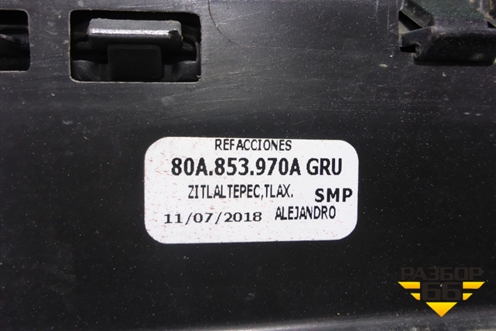 REFACCIONES
80A.853.970A GRU
ZITLALTEPEC,TLAX. SMP
11/07/2018 ALEJANDRO
РАЗБОР
66